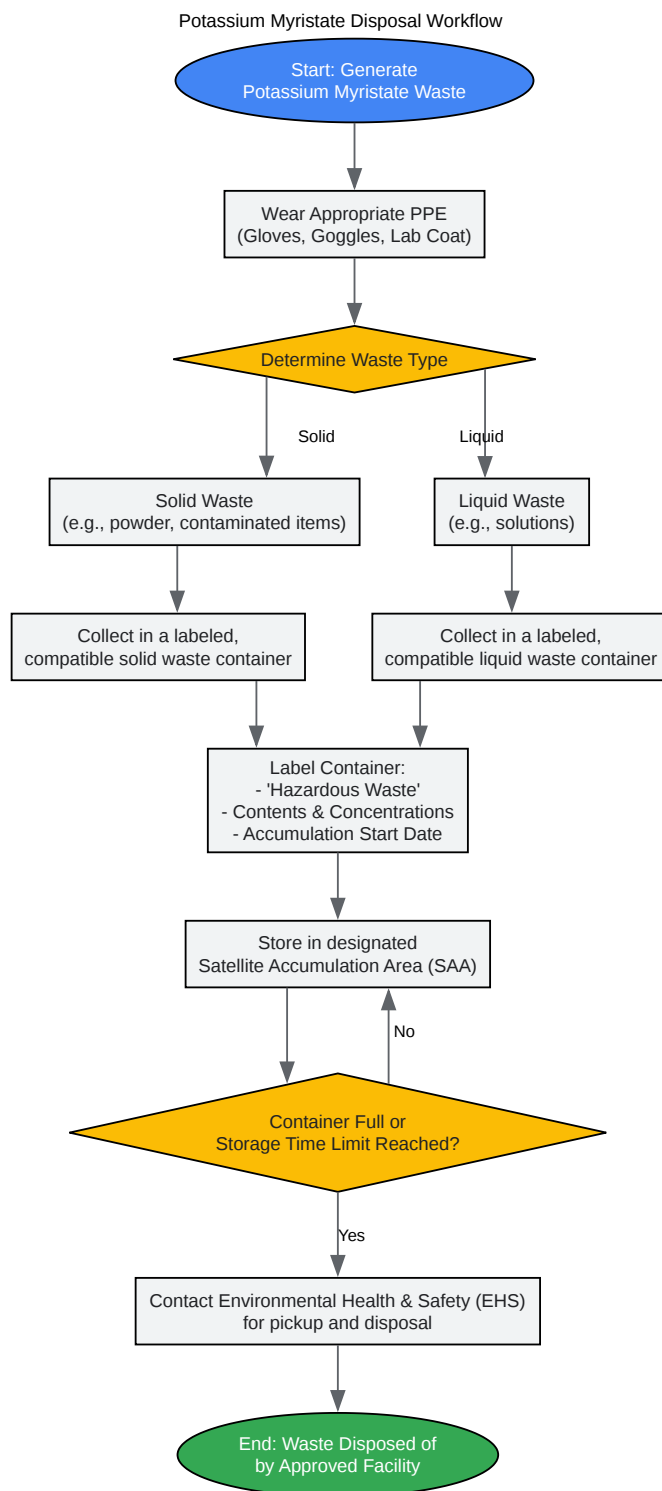 Potassium Myristate Disposal Workflow
Start: Generate
Potassium Myristate Waste
Wear Appropriate PPE
(Gloves, Goggles, Lab Coat)
Determine Waste Type
Solid
Liquid
Solid Waste
(e.g., powder, contaminated items)
Liquid Waste
(e.g., solutions)
Collect in a labeled,
compatible solid waste container
Collect in a labeled,
compatible liquid waste container
Label Container:
- 'Hazardous Waste'
- Contents & Concentrations
- Accumulation Start Date
Store in designated
Satellite Accumulation Area (SAA)
No
Container Full or
Storage Time Limit Reached?
Yes
Contact Environmental Health & Safety (EHS)
for pickup and disposal
End: Waste Disposed of
by Approved Facility